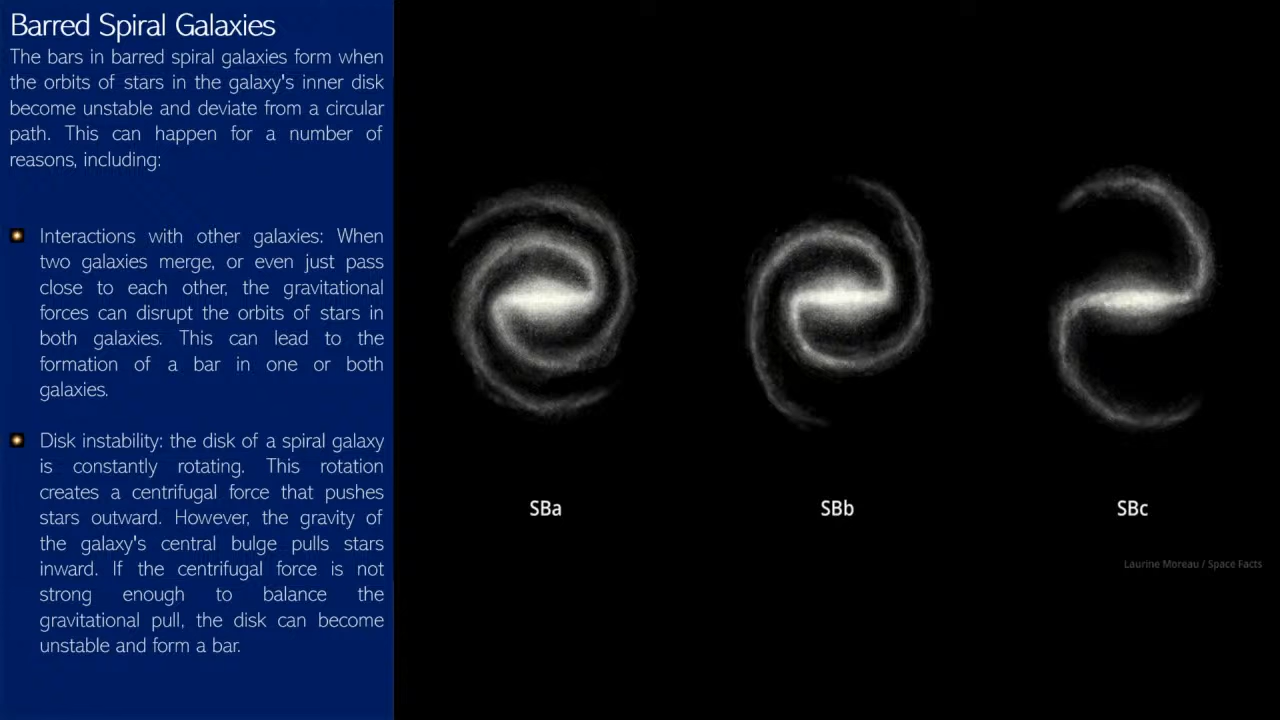 Barred Spiral Galaxies
The bars in barred spiral galaxies form when
the orbits of stars in the galaxy's inner disk
become unstable and deviate from a circular
path. This can happen for a number of
reasons, including:
Interactions with other galaxies: When
two galaxies merge, or even just pass
close to each other, the gravitational
forces can disrupt the orbits of stars in
both galaxies. This can lead to the
formation of a bar in one or both
galaxies.
Disk instability: the disk of a spiral galaxy
is constantly rotating. This rotation
creates a centrifugal force that pushes
stars outward. However, the gravity of
the galaxy's central bulge pulls stars
inward. If the centrifugal force is not
strong enough to balance the
gravitational pull, the disk can become
unstable and form a bar.
SBa
SBb
SBc
Laurine Moreau / Space Facts